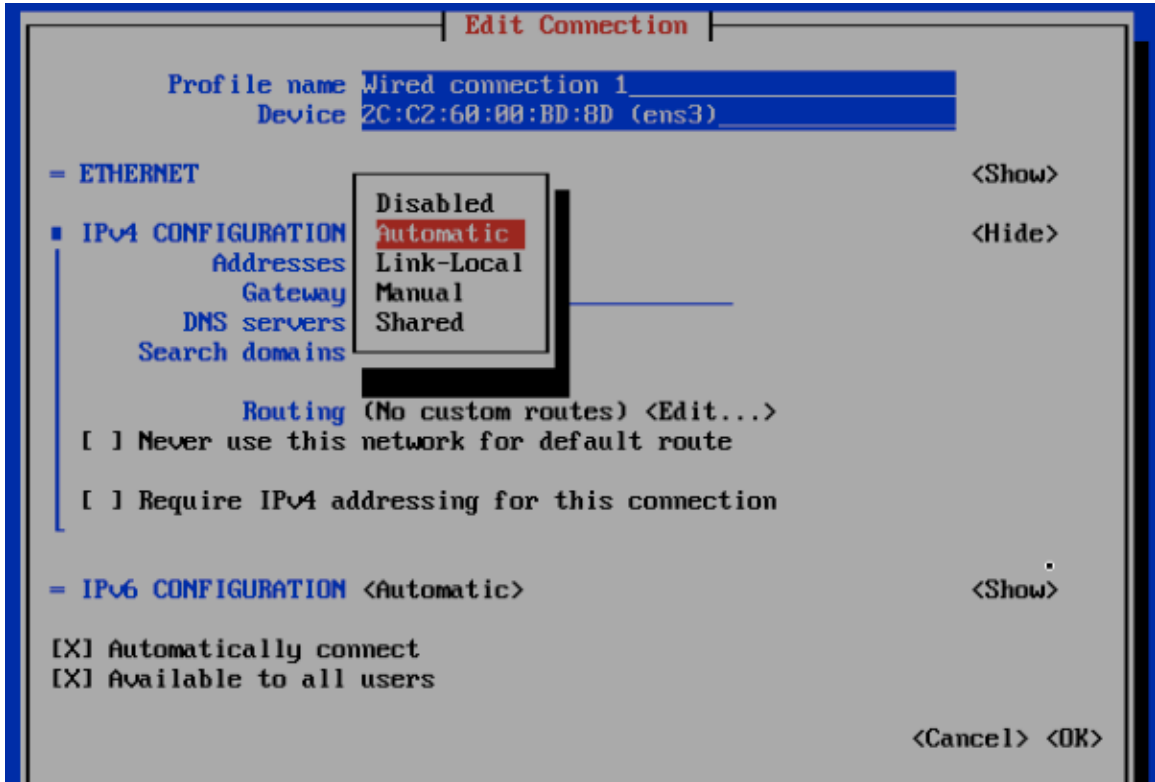 Edit Connection
Profile name Wired connection 1
Device 2C:C2:60:00:BD:8D (ens3)
= ETHERNET <Show>
Disabled
IPv4 CONFIGURATION Automatic <Hide>
Addresses Link-Local
Gateway Manual
DNS servers Shared
Search domains
Routing (No custom routes) <Edit...>
[ ] Never use this network for default route
[ ] Require IPv4 addressing for this connection
= IPv6 CONFIGURATION <Automatic> <Show>
[X] Automatically connect
[X] Available to all users
<Cancel> <OK>